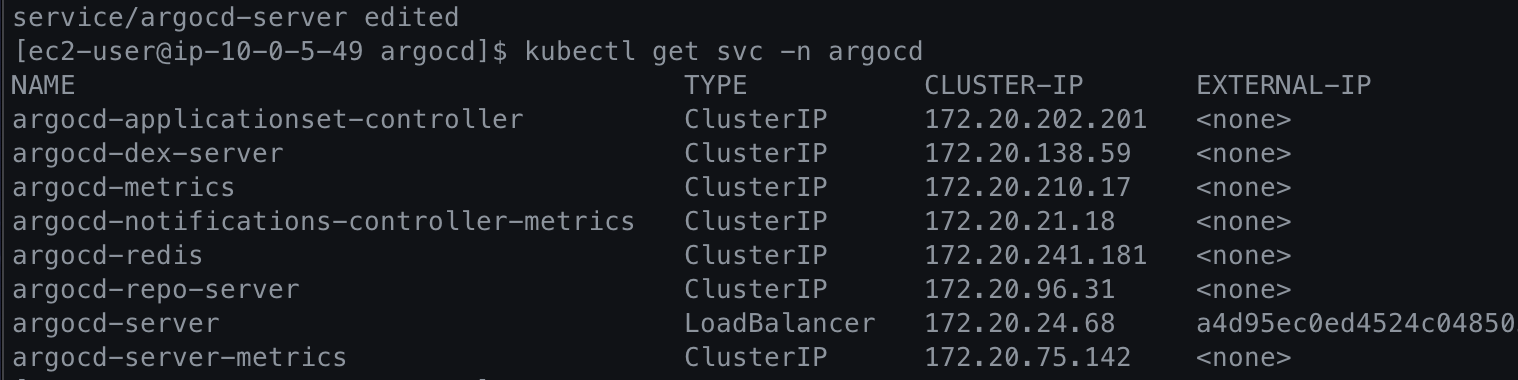 service/argocd-server edited
[ec2-user@ip-10-0-5-49 argocd]$ kubectl get svc -n argocd
NAME TYPE CLUSTER-IP EXTERNAL-IP
argocd-applicationset-controller ClusterIP 172.20.202.201 <none>
argocd-dex-server ClusterIP 172.20.138.59 <none>
argocd-metrics ClusterIP 172.20.210.17 <none>
argocd-notifications-controller-metrics ClusterIP 172.20.21.18 <none>
argocd-redis ClusterIP 172.20.241.181 <none>
argocd-repo-server ClusterIP 172.20.96.31 <none>
argocd-server LoadBalancer 172.20.24.68 a4d95ec0ed4524c04850
argocd-server-metrics ClusterIP 172.20.75.142 <none>